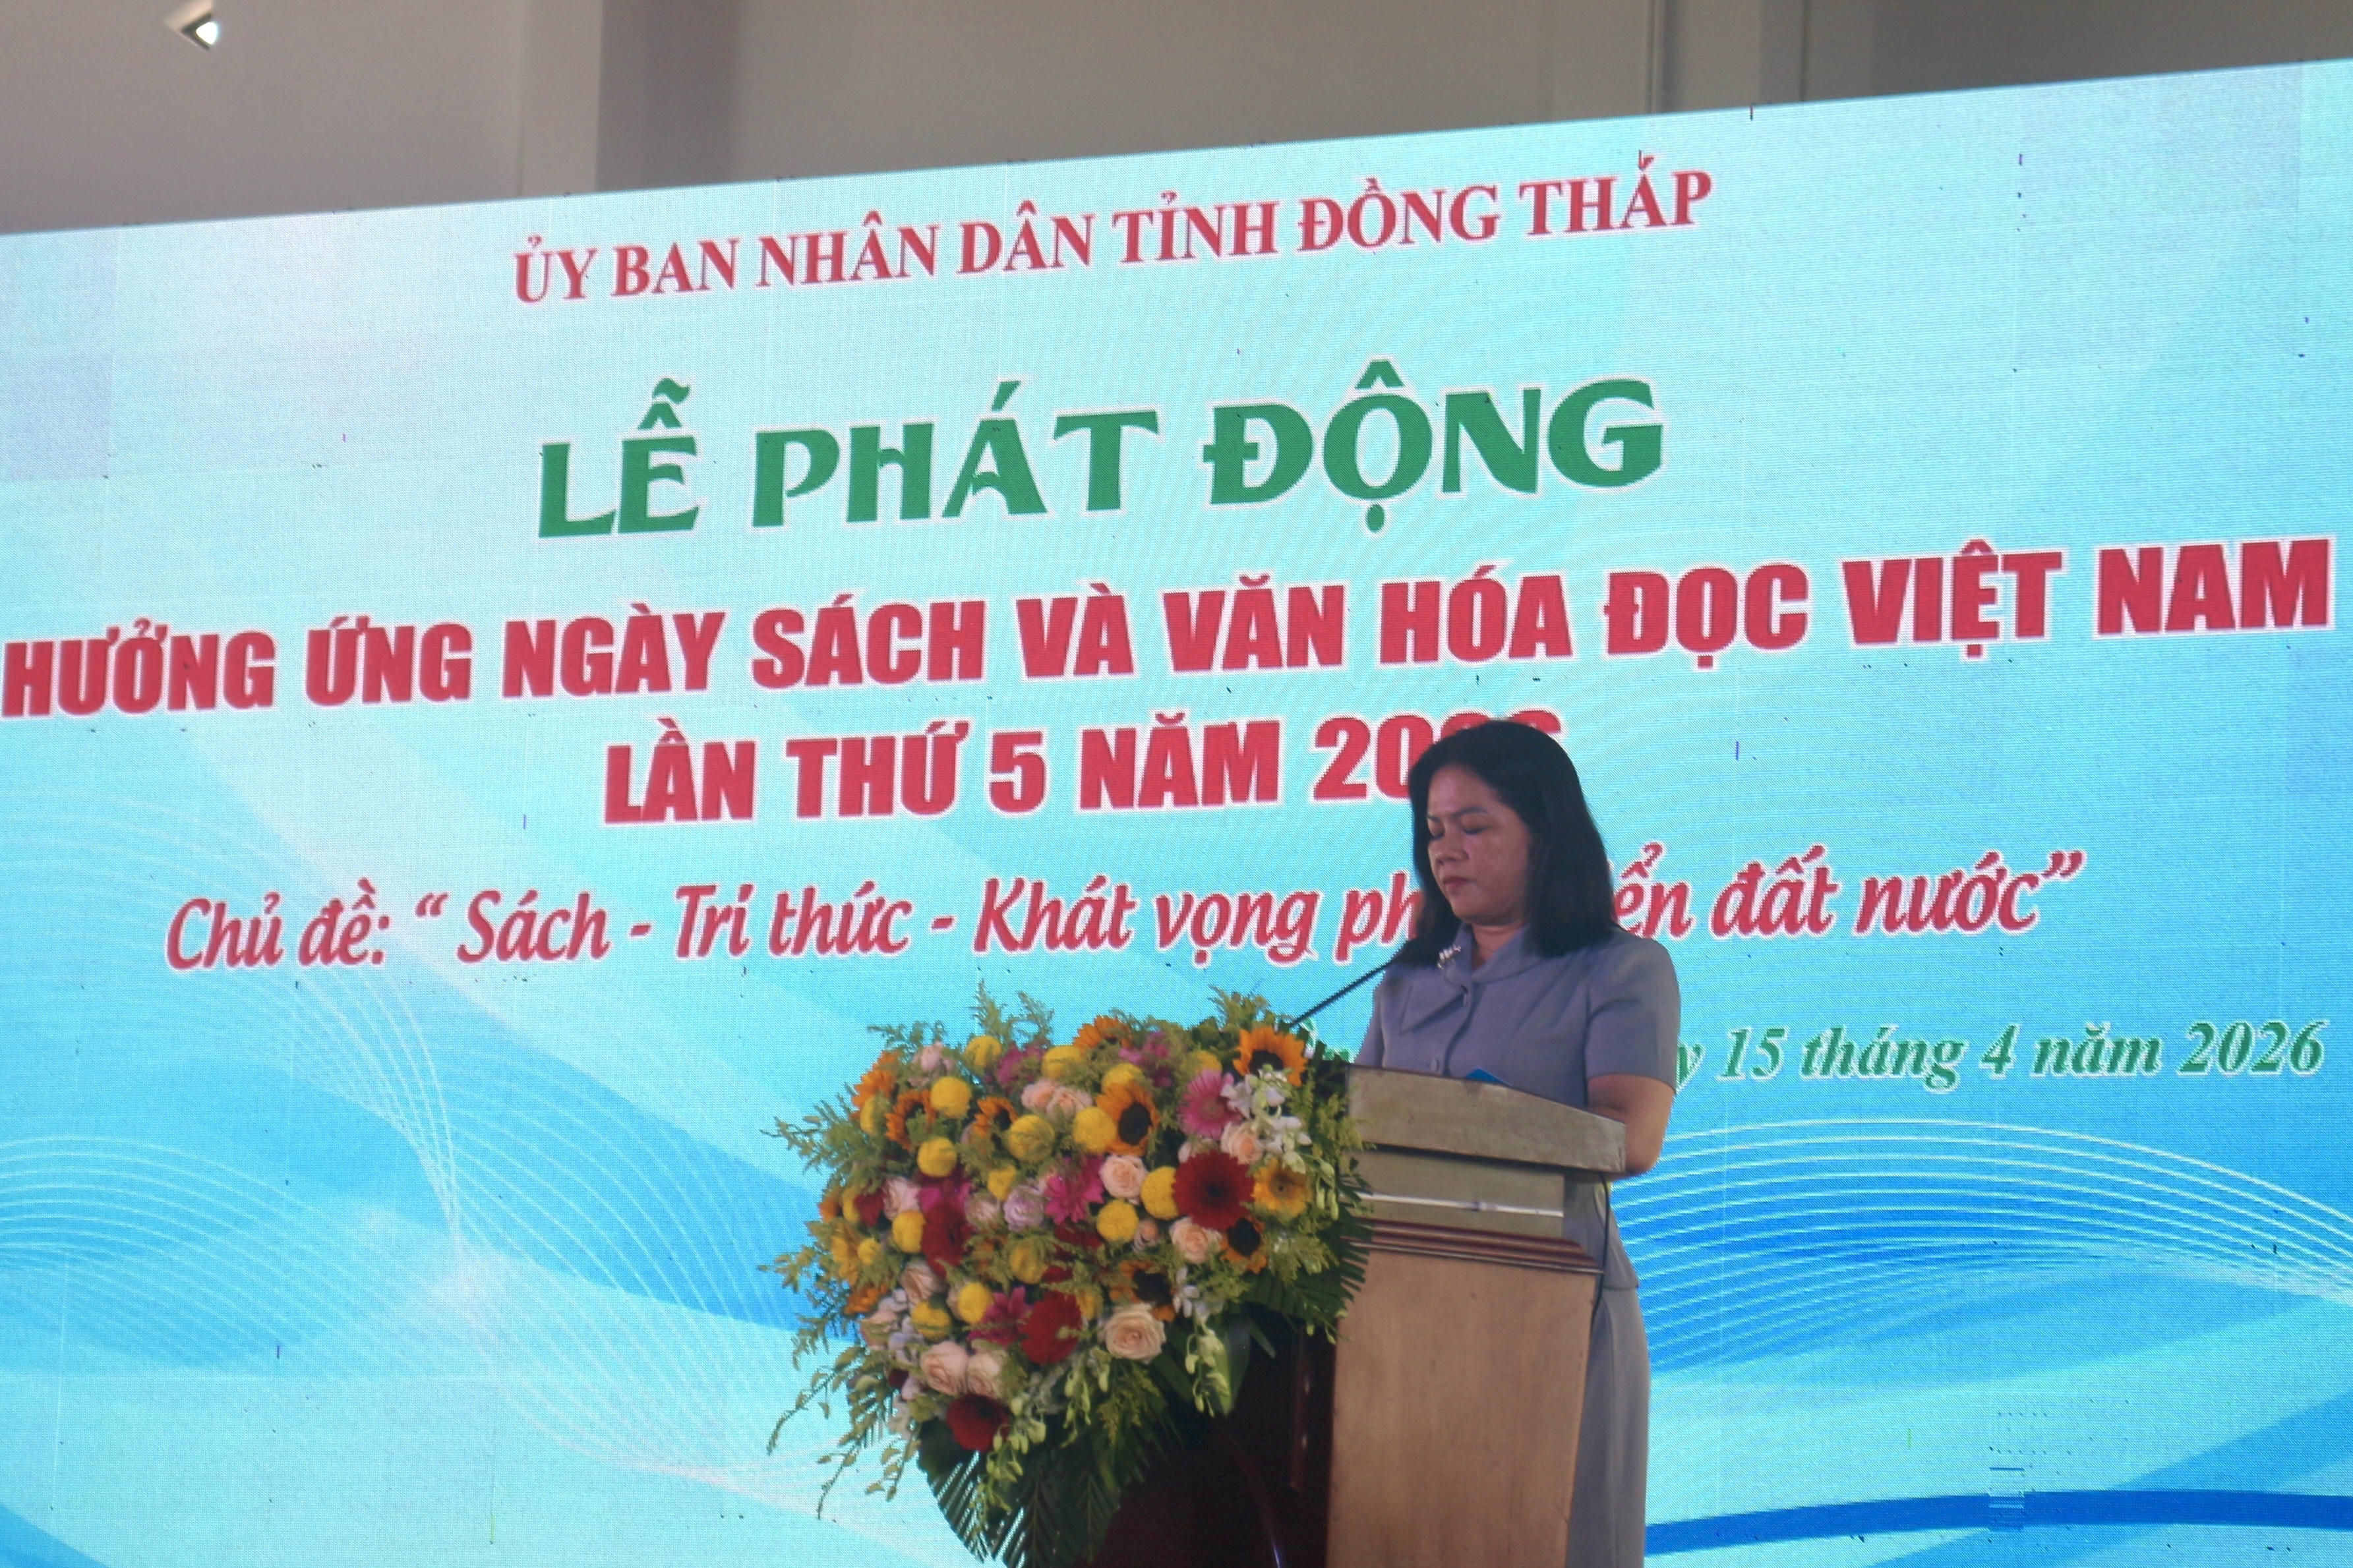 ỦY BAN NHÂN DÂN TỈNH ĐỒNG THÁP
LỄ PHÁT ĐỘNG
HƯỞNG ỨNG NGÀY SÁCH VÀ VĂN HÓA ĐỌC VIỆT NAM
LẦN THỨ 5 NĂM
Chủ đề: “ Sách - Tri thức - Khát vọng đất nước”
15 tháng 4 năm 2026